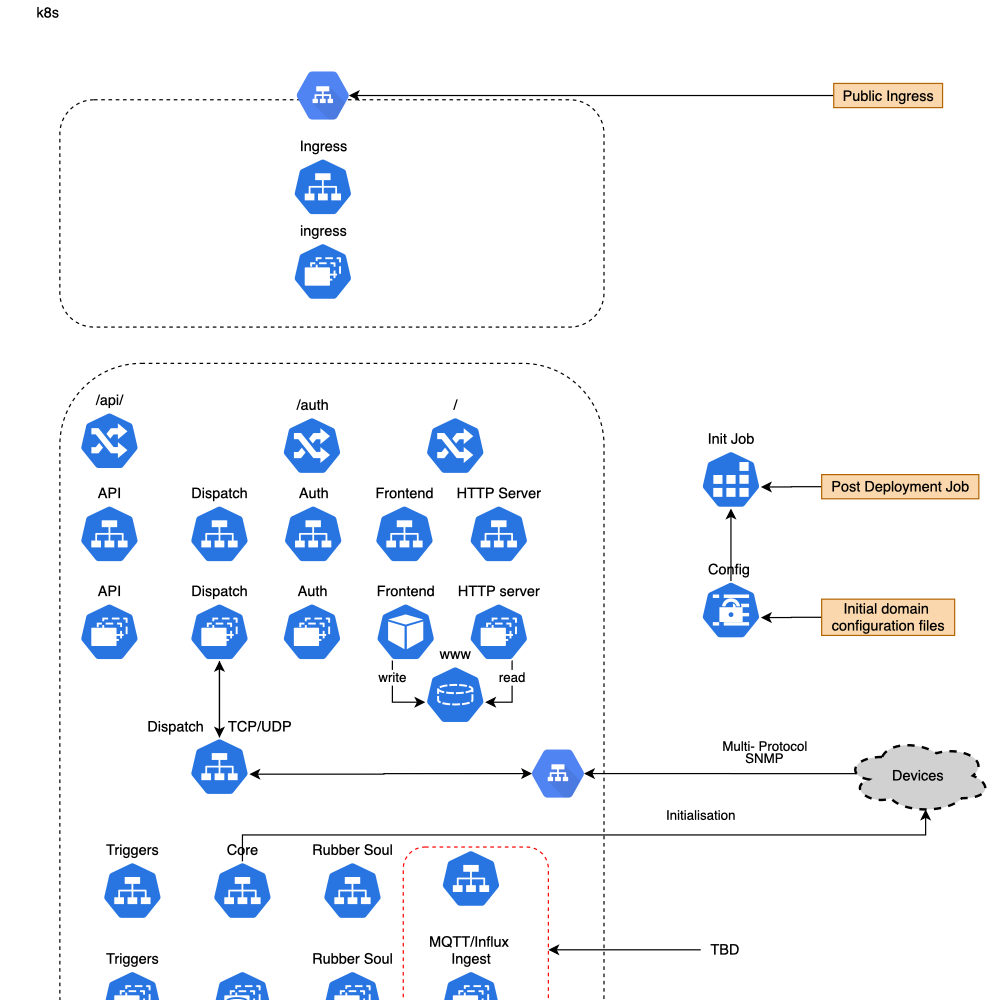 k8s
Public Ingress
Ingress
ingress
/api/
/auth
/
Init Job
API
Dispatch
Auth
Frontend
HTTP Server
Post Deployment Job
Config
API
Dispatch
Auth
Frontend
HTTP server
Initial domain
configuration files
www
write
read
Dispatch
TCP/UDP
Multi- Protocol
SNMP
Devices
Initialisation
Triggers
Core
Rubber Soul
MQTT/Influx
Ingest
TBD
Triggers
Rubber Soul